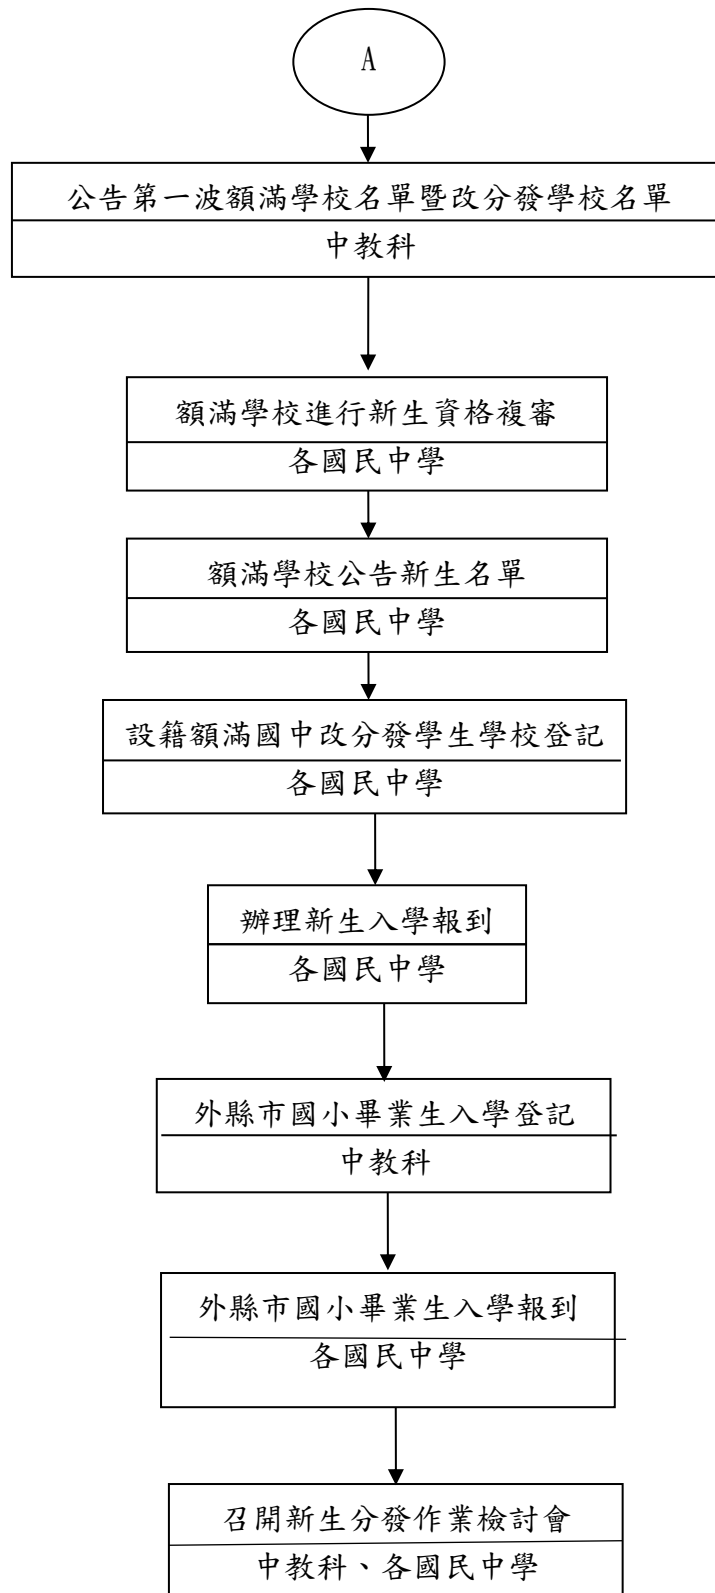 A
公告第一波額滿學校名單暨改分發學校名單
中教科
額滿學校進行新生資格複審
各國民中學
額滿學校公告新生名單
各國民中學
設籍額滿國中改分發學生學校登記
各國民中學
辦理新生入學報到
各國民中學
外縣市國小畢業生入學登記
中教科
外縣市國小畢業生入學報到
各國民中學
召開新生分發作業檢討會
中教科、各國民中學